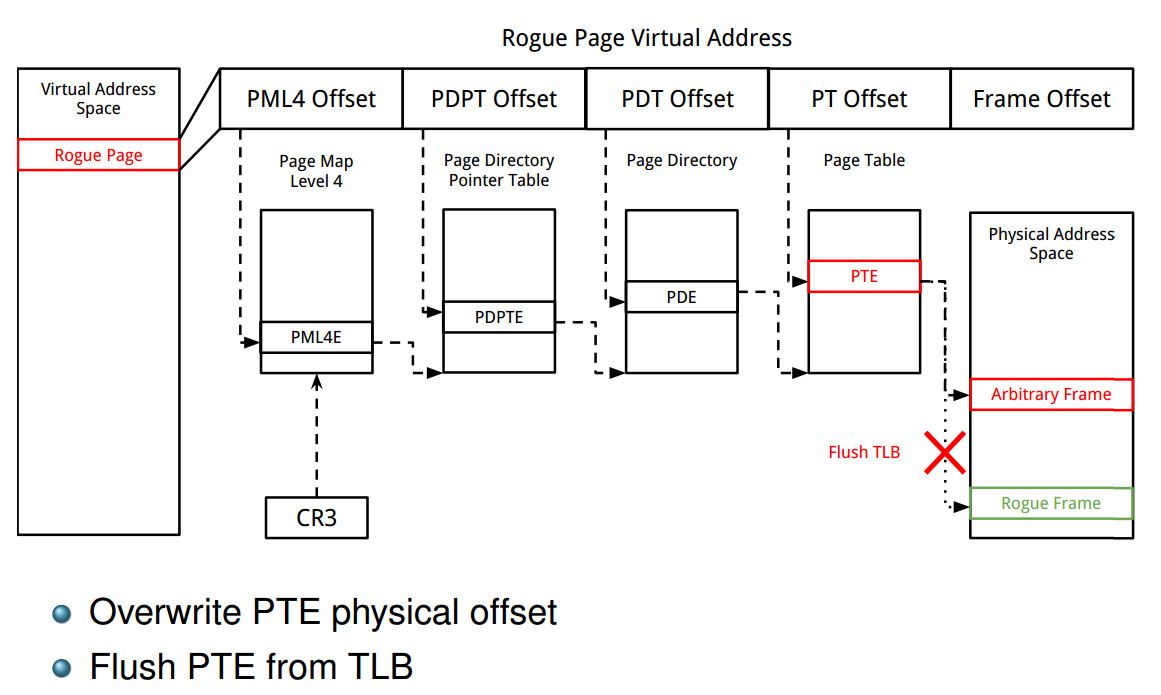 Rogue Page Virtual Address
Virtual Address
Space
Rogue Page
PML4 Offset
PDPT Offset
PDT Offset
PT Offset
Frame Offset
Page Map
Level 4
Page Directory
Pointer Table
Page Directory
Page Table
Physical Address
Space
PML4E
PDPTE
PDE
PTE
Arbitrary Frame
Flush TLB
Rogue Frame
CR3
Overwrite PTE physical offset
Flush PTE from TLB